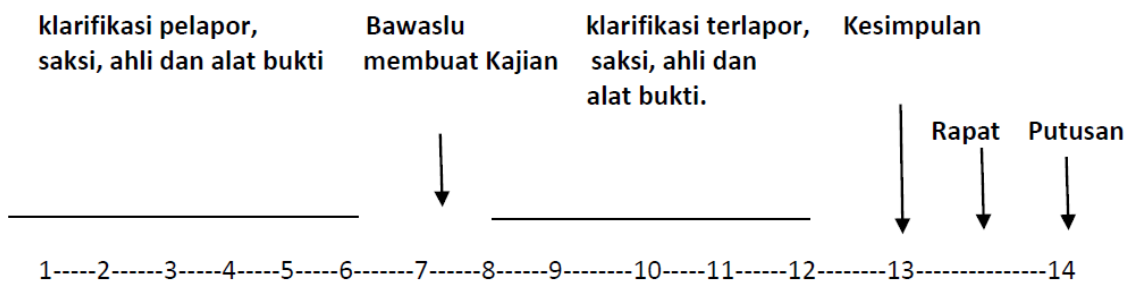 klarifikasi pelapor, Bawaslu klarifikasi terlapor, Kesimpulan
saksi, ahli dan alat bukti membuat Kajian saksi, ahli dan
alat bukti.
Rapat Putusan
1-----2------3-----4-----5-----6-------7------8------9--------10-----11------12--------13---------------14